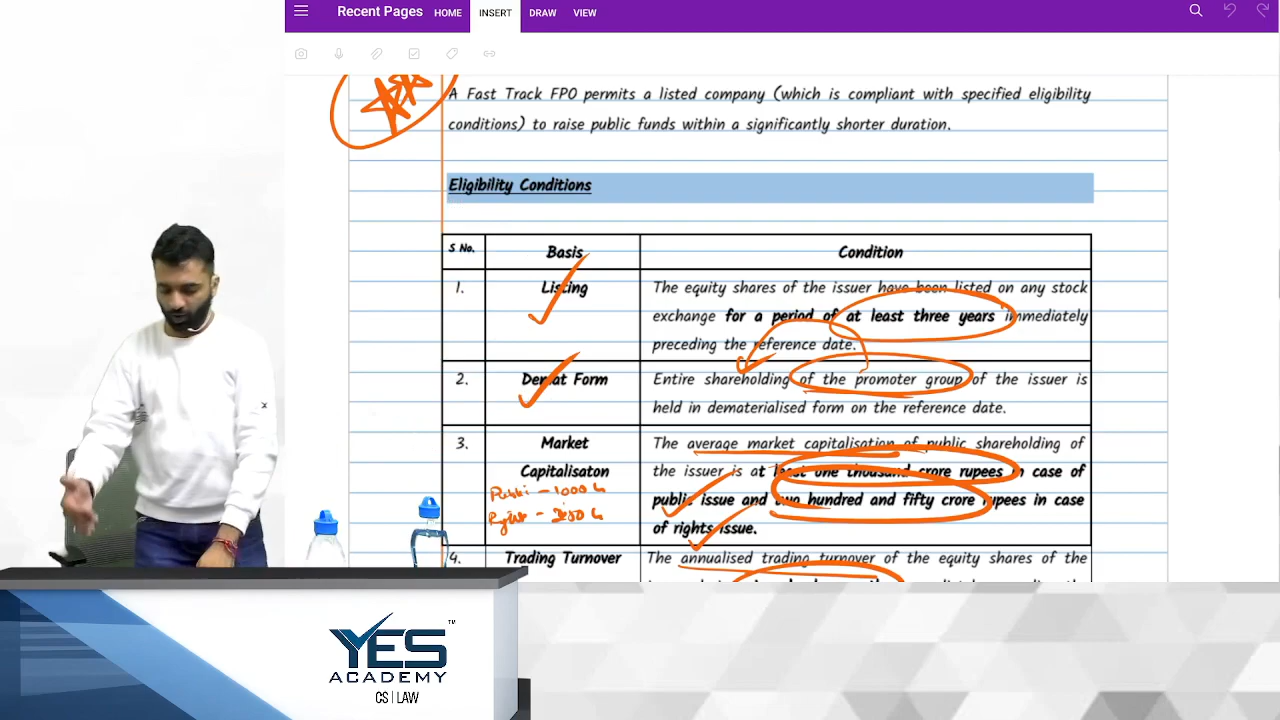 Recent Pages HOME INSERT DRAW VIEW
A Fast Track FPO permits a listed company (which is compliant with specified eligibility
conditions) to raise public funds within a significantly shorter duration.
Eligibility Conditions
S No. Basis Condition
1. Listing The equity shares of the issuer have been listed on any stock
exchange for a period of at least three years immediately
preceding the reference date.
2. Demat Form Entire shareholding of the promoter group of the issuer is
held in dematerialised form on the reference date.
3. Market The average market capitalisation of public shareholding of
Capitalisaton the issuer is at least one thousand crore rupees in case of
public issue and two hundred and fifty crore rupees in case
of rights issue.
4. Trading Turnover The annualised trading turnover of the equity shares of the
YES
ACADEMY
TM
CS | LAW